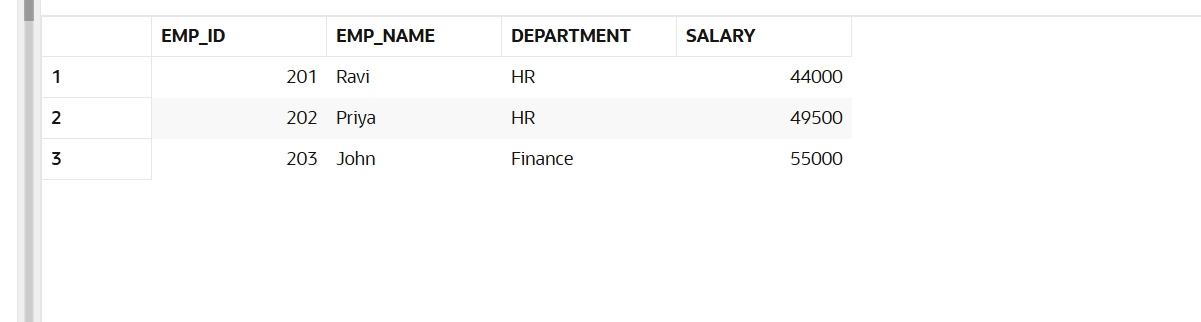 EMP_ID EMP_NAME DEPARTMENT SALARY
1 201 Ravi HR 44000
2 202 Priya HR 49500
3 203 John Finance 55000